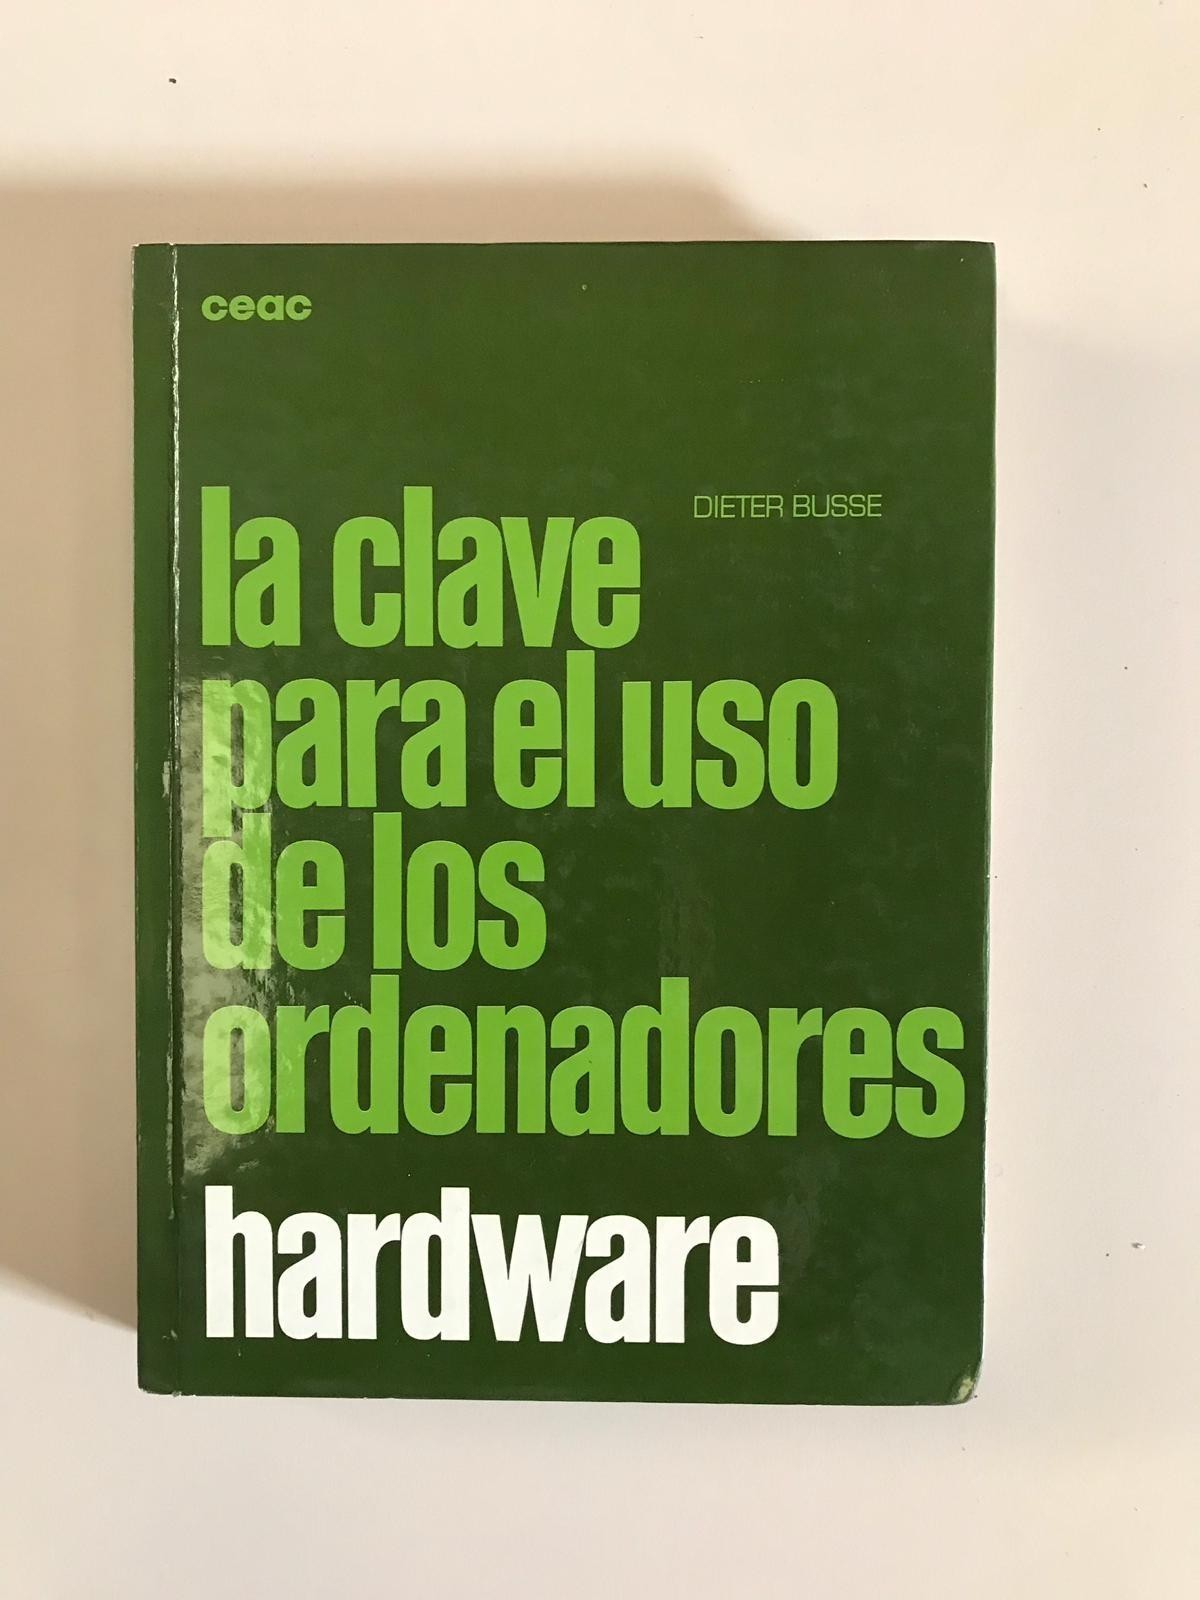 ceac
DIETER BUSSE
la clave
para el uso
de los
ordenadores
hardware